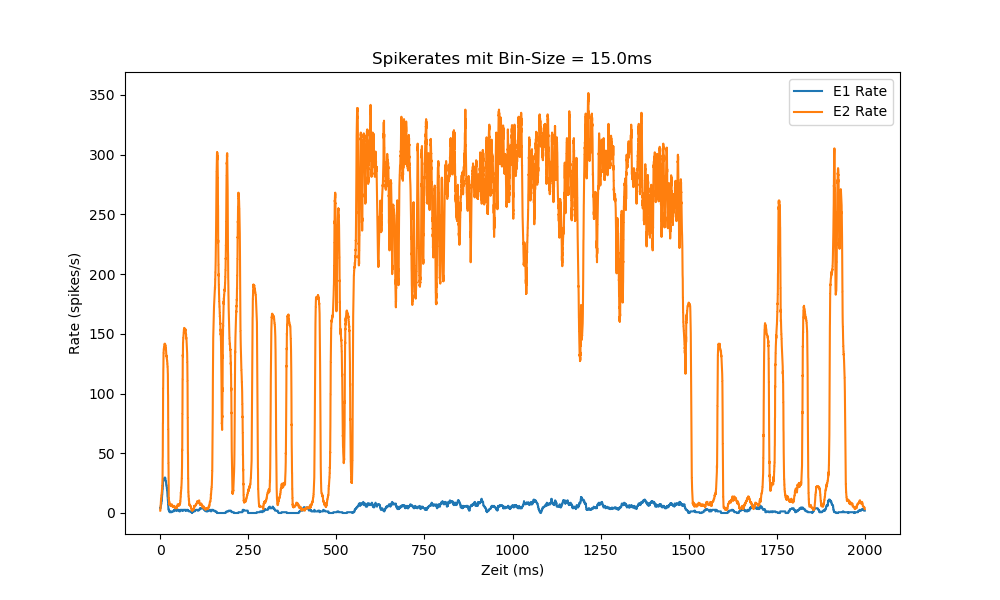 Spikerates mit Bin-Size = 15.0ms
E1 Rate
E2 Rate
Rate (spikes/s)
350
300
250
200
150
100
50
0
0 250 500 750 1000 1250 1500 1750 2000
Zeit (ms)